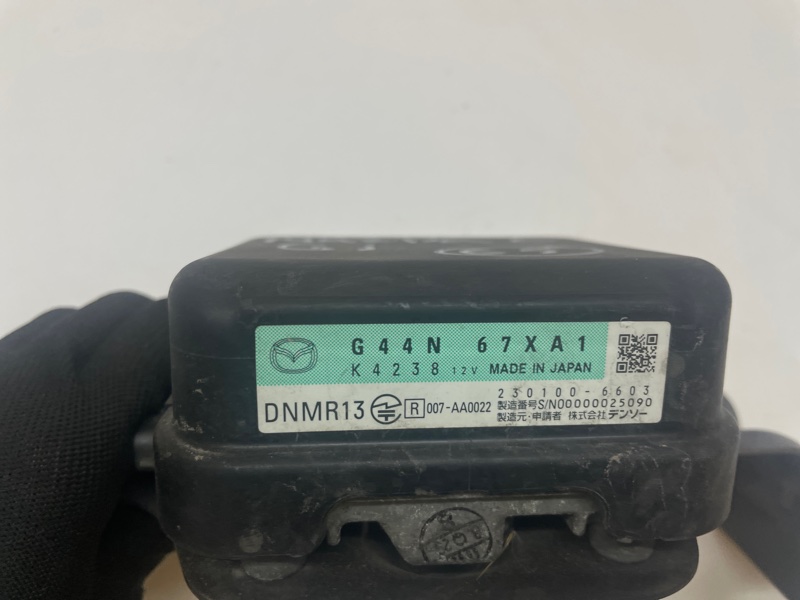 G44N 67XA1
K4238 12V MADE IN JAPAN
230100-6603
DNMR13 R 007-AA0022 製造番号S/N00000025090
製造元・申請者 株式会社デンソー